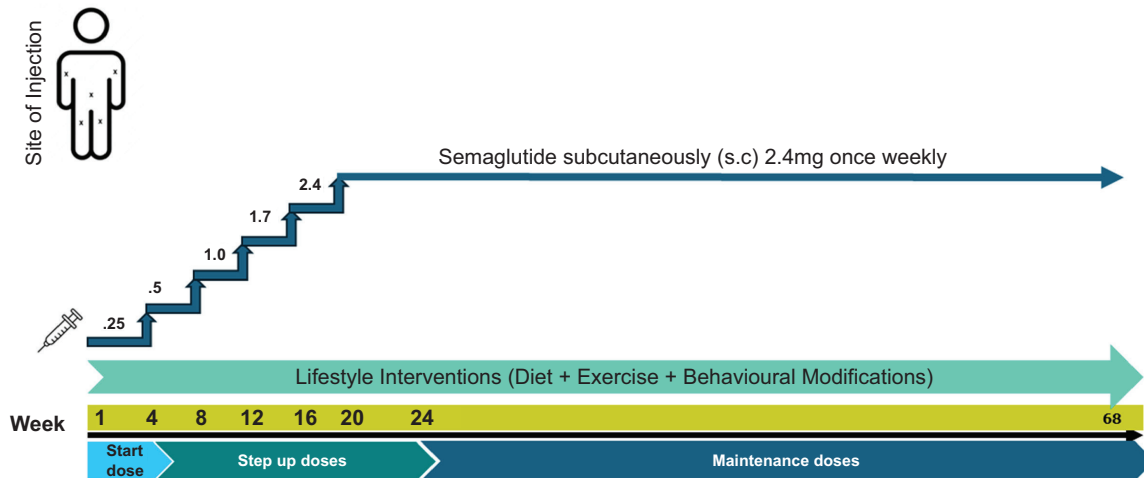 Site of Injection
x x
x
x x
Semaglutide subcutaneously (s.c) 2.4mg once weekly
2.4
1.7
1.0
.5
.25
Lifestyle Interventions (Diet + Exercise + Behavioural Modifications)
Week 1 4 8 12 16 20 24 68
Start
dose
Step up doses
Maintenance doses